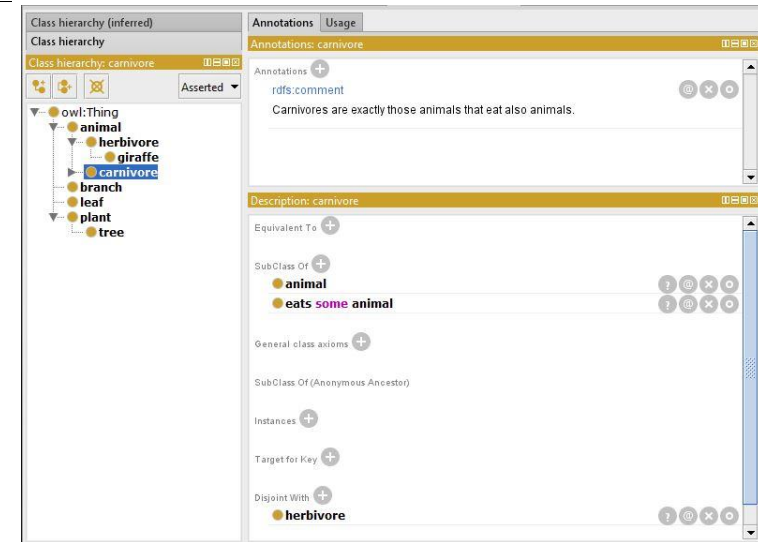 Class hierarchy (inferred)
Class hierarchy
Class hierarchy: carnivore
Asserted
owl:Thing
animal
herbivore
giraffe
carnivore
branch
leaf
plant
tree
Annotations Usage
Annotations: carnivore
Annotations
rdfs:comment
Carnivores are exactly those animals that eat also animals.
Description: carnivore
Equivalent To
SubClass Of
animal
eats some animal
General class axioms
SubClass Of (Anonymous Ancestor)
Instances
Target for Key
Disjoint With
herbivore